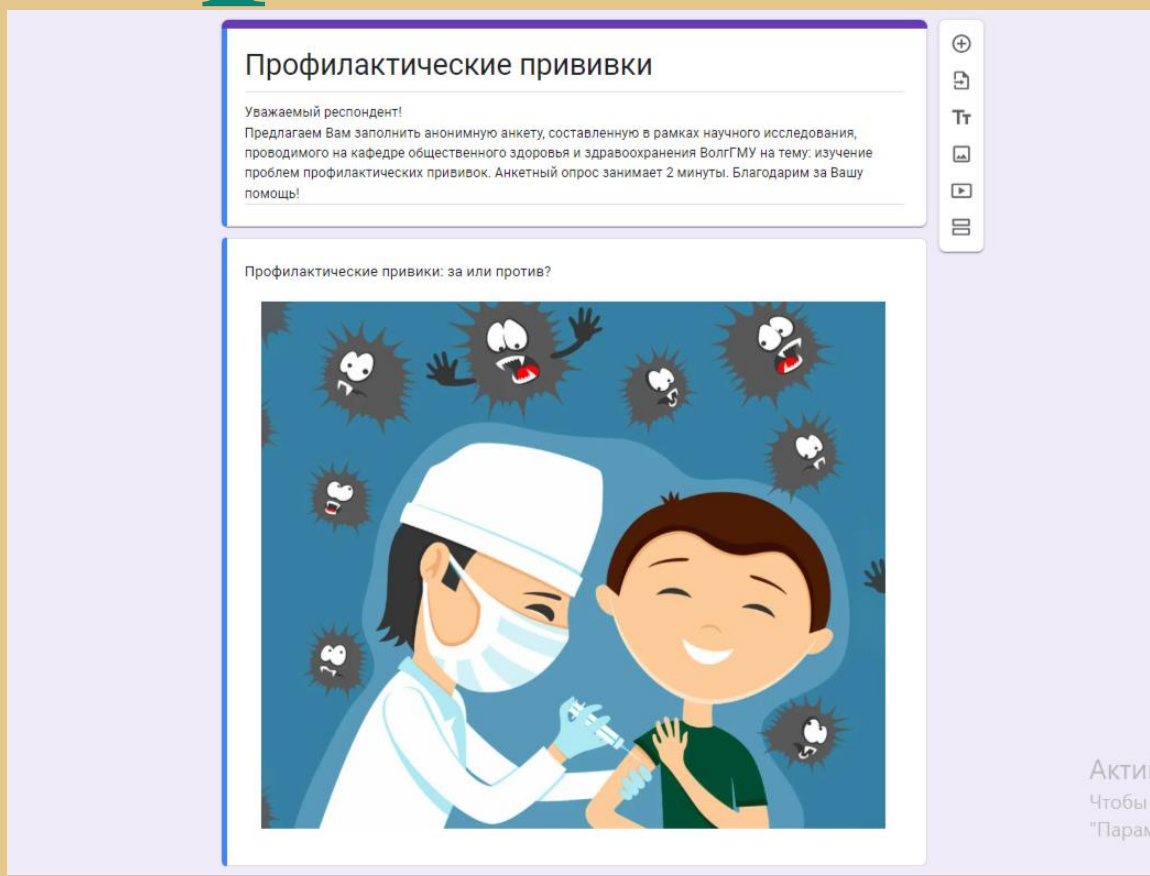 Профилактические прививки
Уважаемый респондент!
Предлагаем Вам заполнить анонимную анкету, составленную в рамках научного исследования,
проводимого на кафедре общественного здоровья и здравоохранения ВолгГМУ на тему: изучение
проблем профилактических прививок. Анкетный опрос занимает 2 минуты. Благодарим за Вашу
помощь!
Тт
Профилактические привики: за или против?
Акти
Чтобы
"Парам